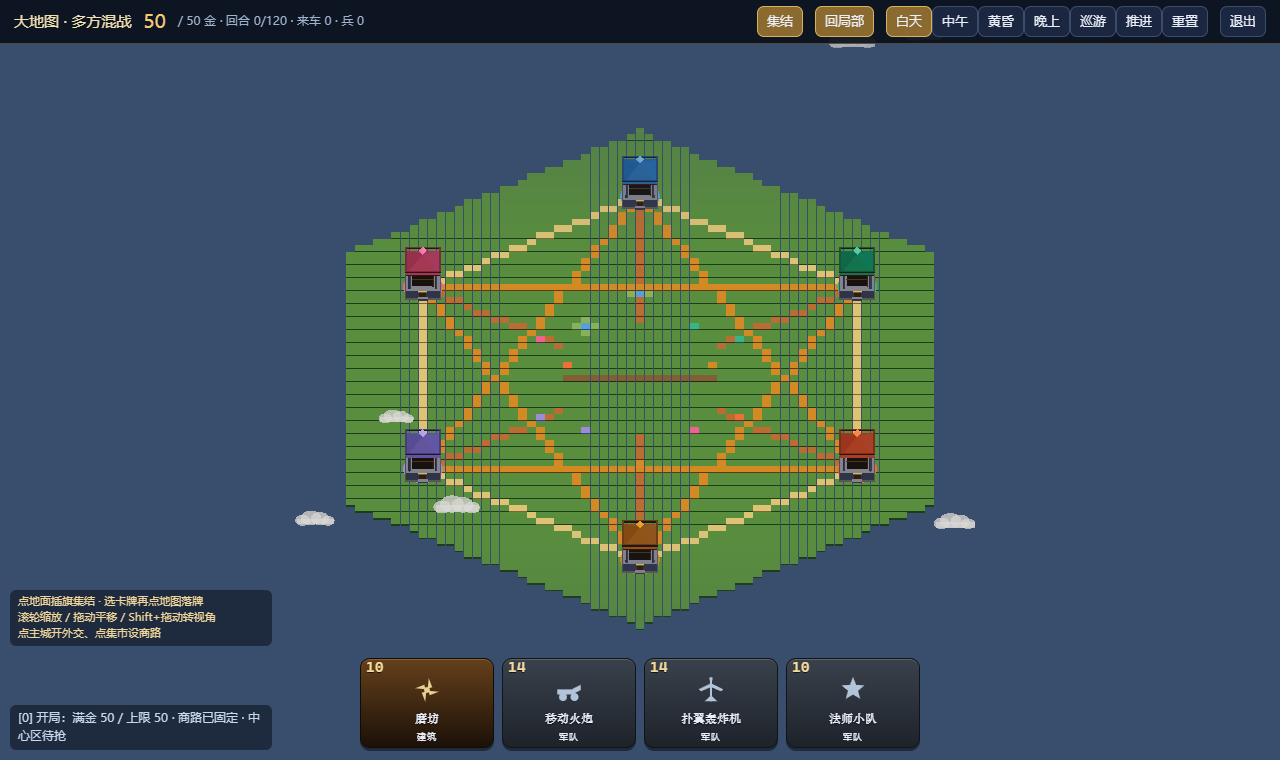 大地图 · 多方混战 50 / 50 金 · 回合 0/120 · 来车 0 · 兵 0
集结 回局部 白天 中午 黄昏 晚上 巡游 推进 重置 退出
点地面插旗集结 · 选卡牌再点地图落牌
滚轮缩放 / 拖动平移 / Shift+拖动转视角
点主城开外交、点集市设商路
[0] 开局：满金 50 / 上限 50 · 商路已固定 · 中
心区待抢
10
磨坊
建筑
14
移动火炮
军队
14
扑翼轰炸机
军队
10
法师小队
军队